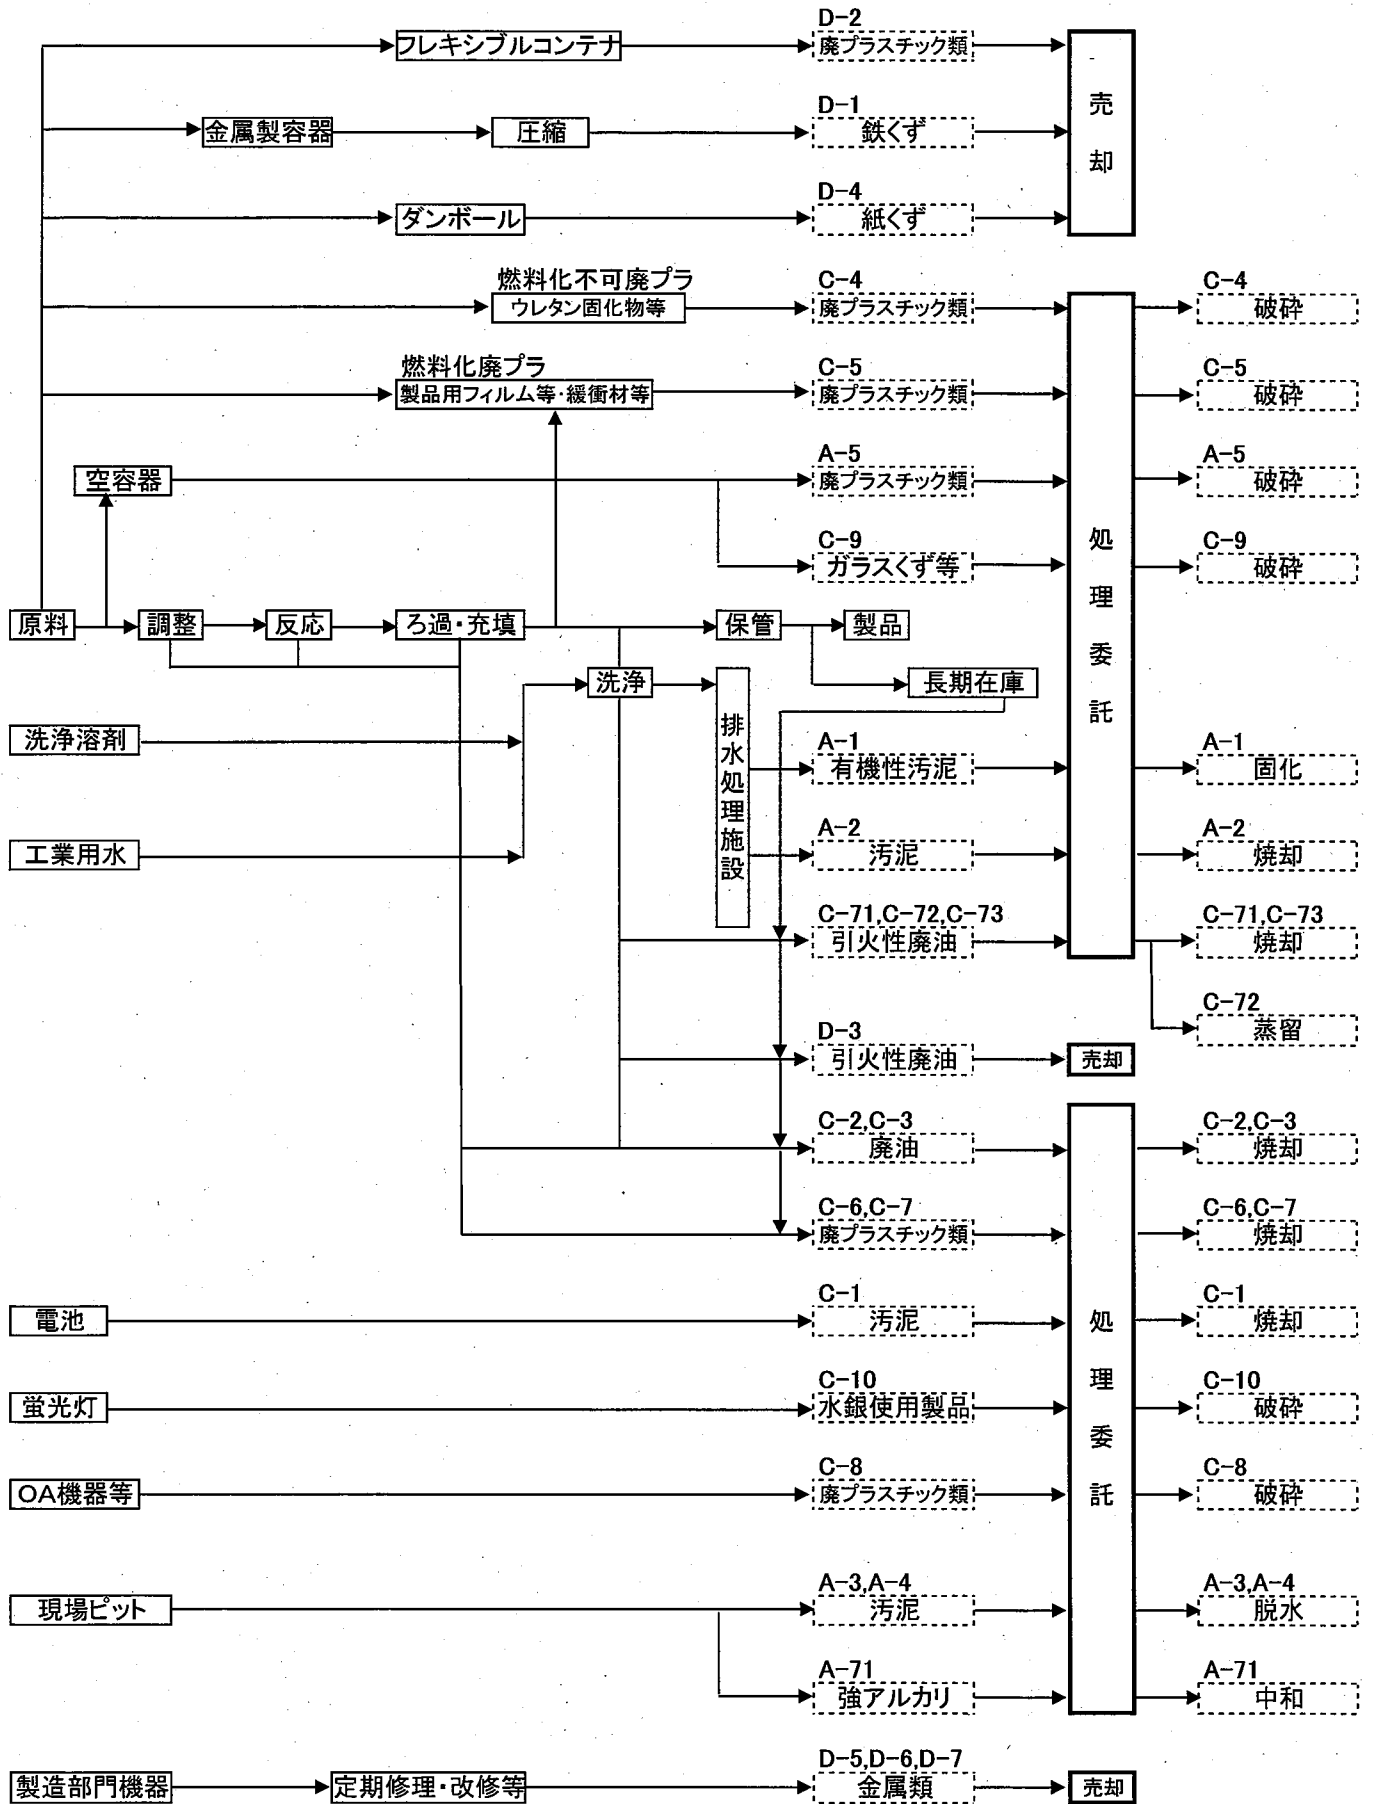 D-2
フレキシブルコンテナ
廃プラスチック類
D-1
金属製容器
圧縮
鉄くず
売却
D-4
ダンボール
紙くず
燃料化不可廃プラ
ウレタン固化物等
C-4
廃プラスチック類
C-4
破砕
燃料化廃プラ
製品用フィルム等・緩衝材等
C-5
廃プラスチック類
C-5
破砕
空容器
A-5
廃プラスチック類
A-5
破砕
C-9
ガラスくず等
C-9
破砕
処理委託
原料
調整
反応
ろ過・充填
保管
製品
洗浄
長期在庫
洗浄溶剤
排水処理施設
A-1
有機性汚泥
A-1
固化
工業用水
A-2
汚泥
A-2
焼却
C-71,C-72,C-73
引火性廃油
C-71,C-73
焼却
C-72
蒸留
D-3
引火性廃油
売却
C-2,C-3
廃油
C-2,C-3
焼却
C-6,C-7
廃プラスチック類
C-6,C-7
焼却
電池
C-1
汚泥
処理委託
C-1
焼却
蛍光灯
C-10
水銀使用製品
C-10
破砕
OA機器等
C-8
廃プラスチック類
C-8
破砕
現場ピット
A-3,A-4
汚泥
A-3,A-4
脱水
A-71
強アルカリ
A-71
中和
製造部門機器
定期修理・改修等
D-5,D-6,D-7
金属類
売却